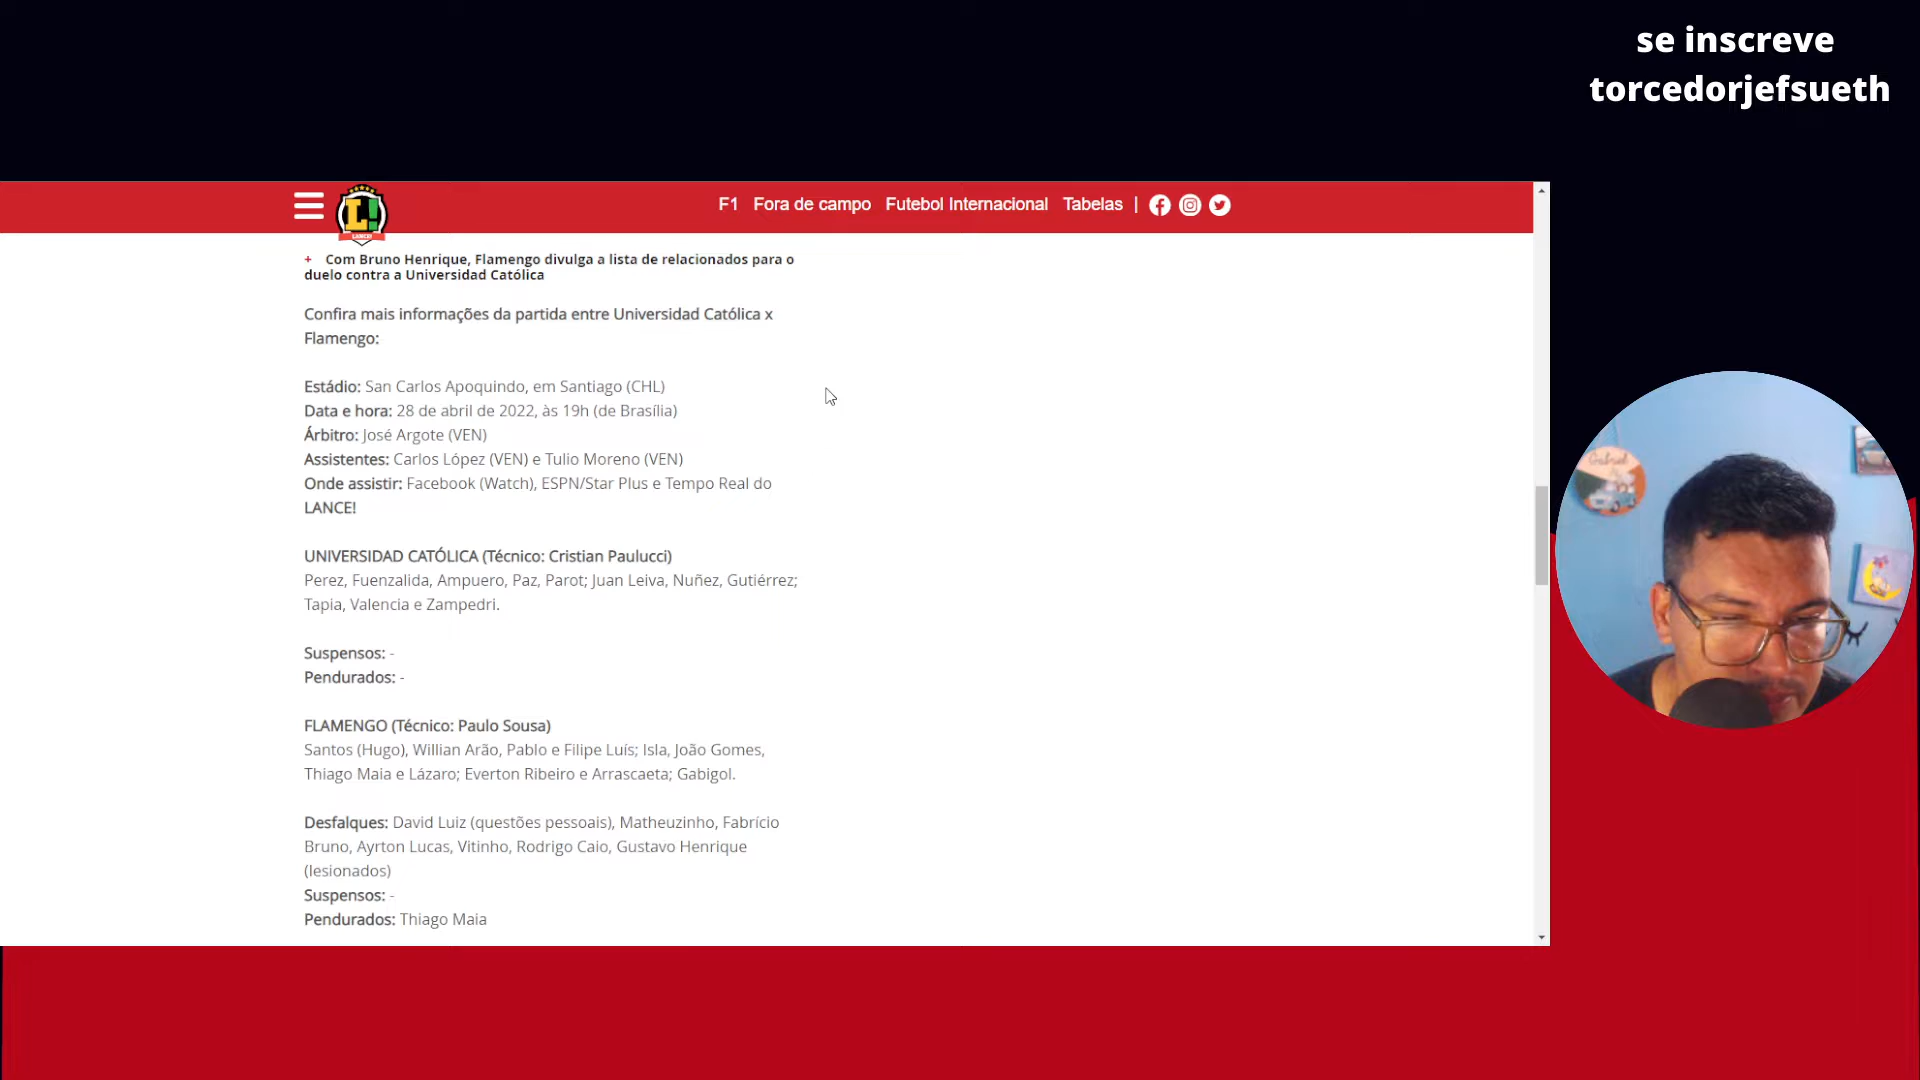 se inscreve
torcedorjefsueth
F1 Fora de campo Futebol Internacional Tabelas |
L!
LANCE!
+ Com Bruno Henrique, Flamengo divulga a lista de relacionados para o
duelo contra a Universidad Católica
Confira mais informações da partida entre Universidad Católica x
Flamengo:
Estádio: San Carlos Apoquindo, em Santiago (CHL)
Data e hora: 28 de abril de 2022, às 19h (de Brasília)
Árbitro: José Argote (VEN)
Assistentes: Carlos López (VEN) e Tulio Moreno (VEN)
Onde assistir: Facebook (Watch), ESPN/Star Plus e Tempo Real do
LANCE!
UNIVERSIDAD CATÓLICA (Técnico: Cristian Paulucci)
Perez, Fuenzalida, Ampuero, Paz, Parot; Juan Leiva, Nuñez, Gutiérrez;
Tapia, Valencia e Zampedri.
Suspensos: -
Pendurados: -
FLAMENGO (Técnico: Paulo Sousa)
Santos (Hugo), Willian Arão, Pablo e Filipe Luís; Isla, João Gomes,
Thiago Maia e Lázaro; Everton Ribeiro e Arrascaeta; Gabigol.
Desfalques: David Luiz (questões pessoais), Matheuzinho, Fabrício
Bruno, Ayrton Lucas, Vitinho, Rodrigo Caio, Gustavo Henrique
(lesionados)
Suspensos: -
Pendurados: Thiago Maia
Gabriel